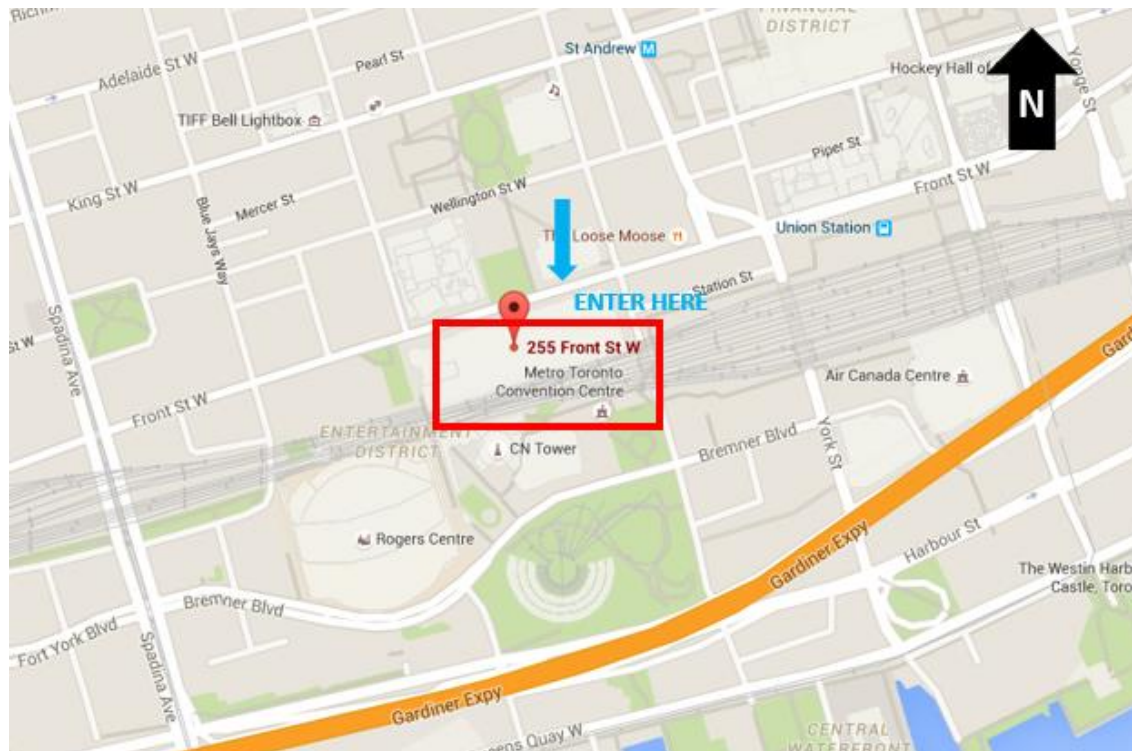 FINANCIAL
DISTRICT
St Andrew M
Hockey Hall of
Yonge St
N
Adelaide St W
Pearl St
TIFF Bell Lightbox
Piper St
Front St W
King St W
Mercer St
Blue Jays Way
Wellington St W
Loose Moose
Union Station
Station St
ENTER HERE
Spadina Ave
St W
255 Front St W
Metro Toronto
Convention Centre
Air Canada Centre
Front St W
ENTERTAINMENT
DISTRICT
CN Tower
Bremner Blvd
York St
Rogers Centre
Gardiner Expy
Harbour St
The Westin Harb
Castle, Toro
Bremner Blvd
Fort York Blvd
Spadina Ave
Gardiner Expy
Quay W
CENTRAL
WATERFRONT